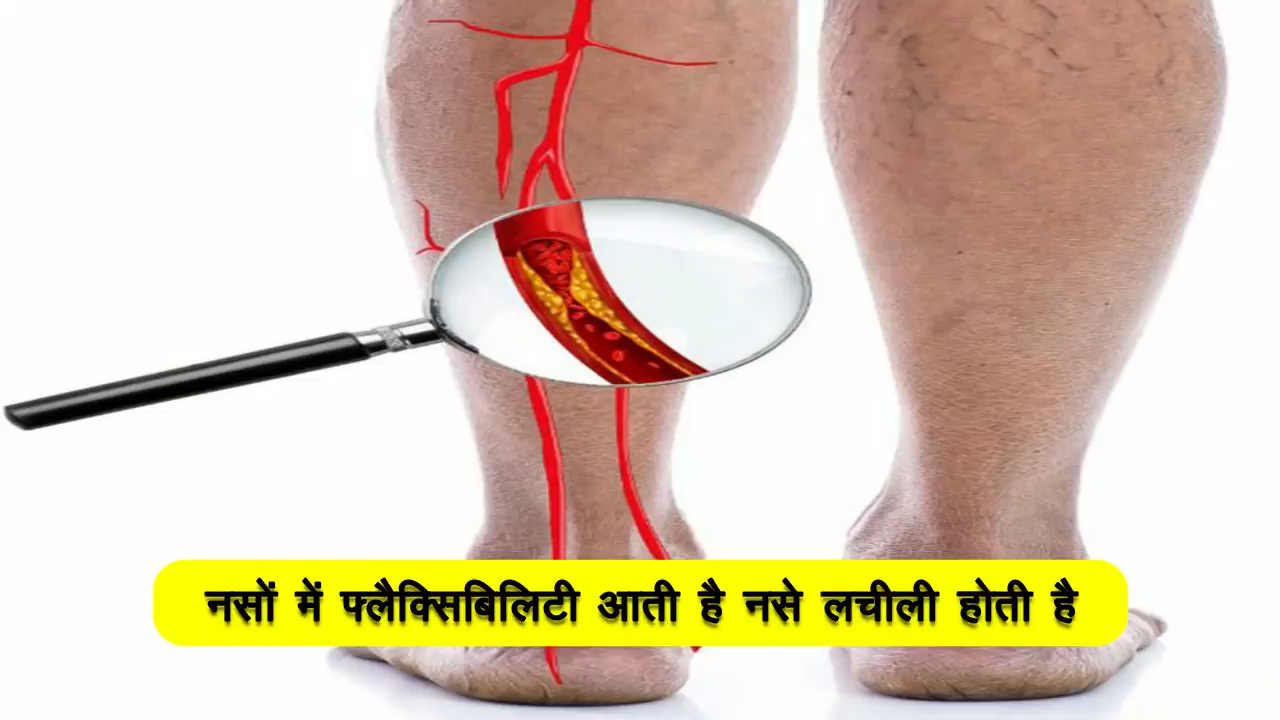 नसों में फ्लैक्सिबिलिटी आती है नसे लचीली होती है